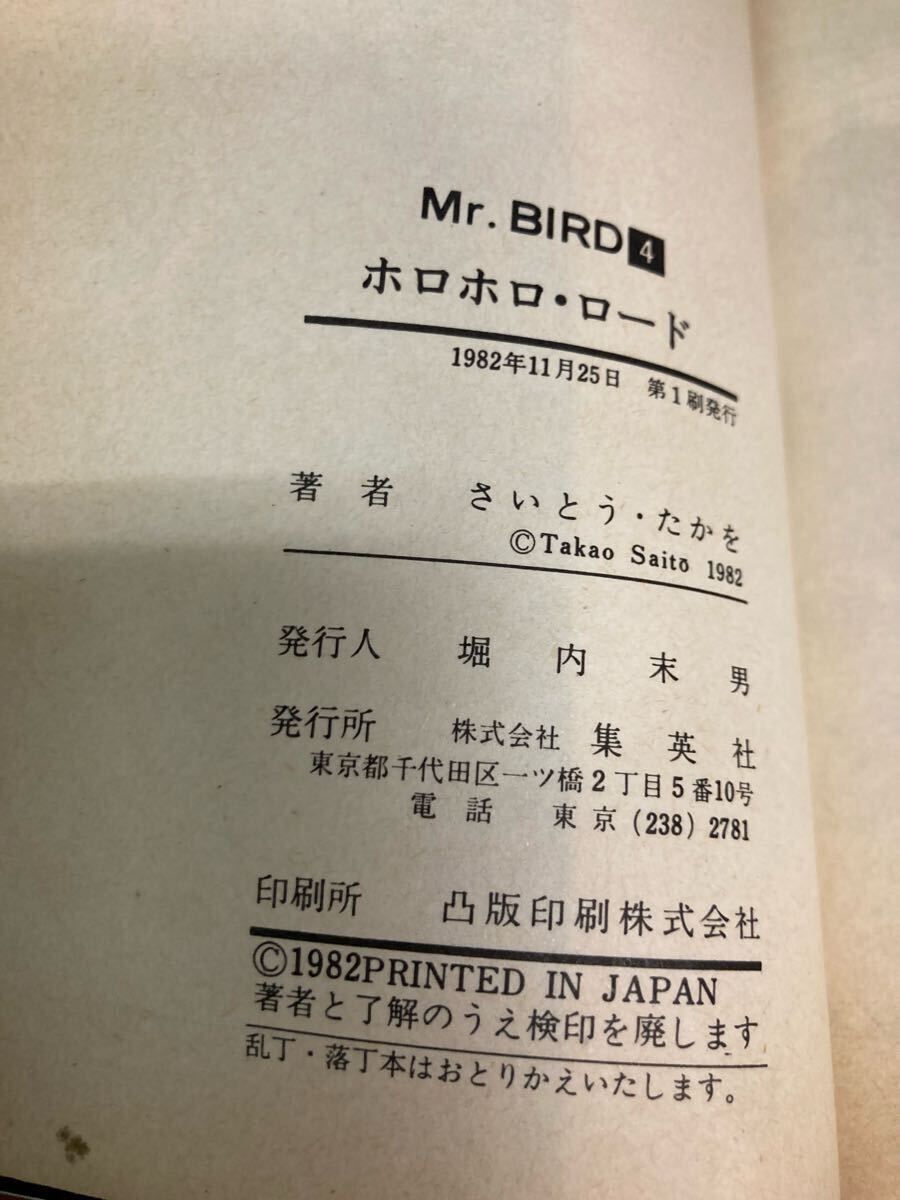 Mr. BIRD 4
ホロホロ・ロード
1982年11月25日 第1刷発行
著者 さいとう・たかを
©Takao Saitō 1982
発行人 堀内末男
発行所 株式会社 集英社
東京都千代田区一ツ橋2丁目5番10号
電話 東京(238)2781
印刷所 凸版印刷株式会社
©1982PRINTED IN JAPAN
著者と了解のうえ検印を廃します
乱丁・落丁本はおとりかえいたします。